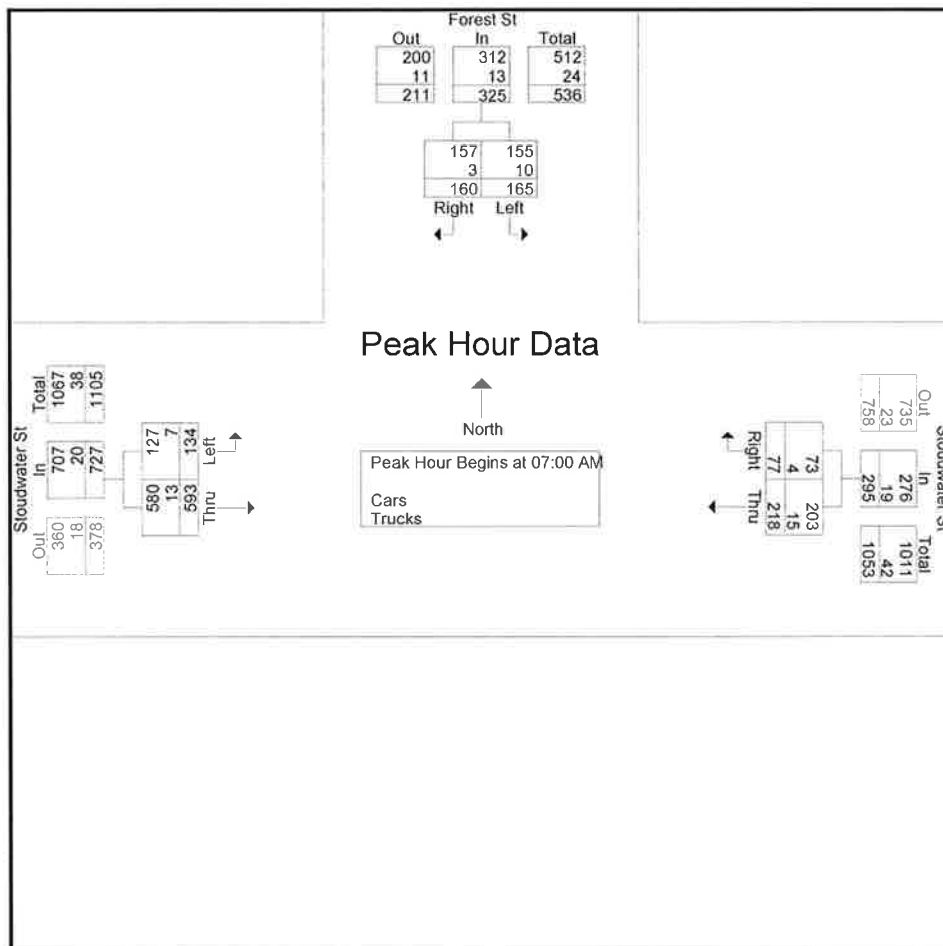 Forest St
Out In Total
200 312 512
11 13 24
211 325 536
157 155
3 10
160 165
Right Left
Peak Hour Data
North
Peak Hour Begins at 07:00 AM
Cars
Trucks
Stoudwater St
Out In Total
360 707 1067
18 20 38
378 727 1105
127 580
7 13
134 593
Left Thru
Stoudwater St
Out In Total
735 276 1011
23 19 42
758 295 1053
73 203
4 15
77 218
Right Thru